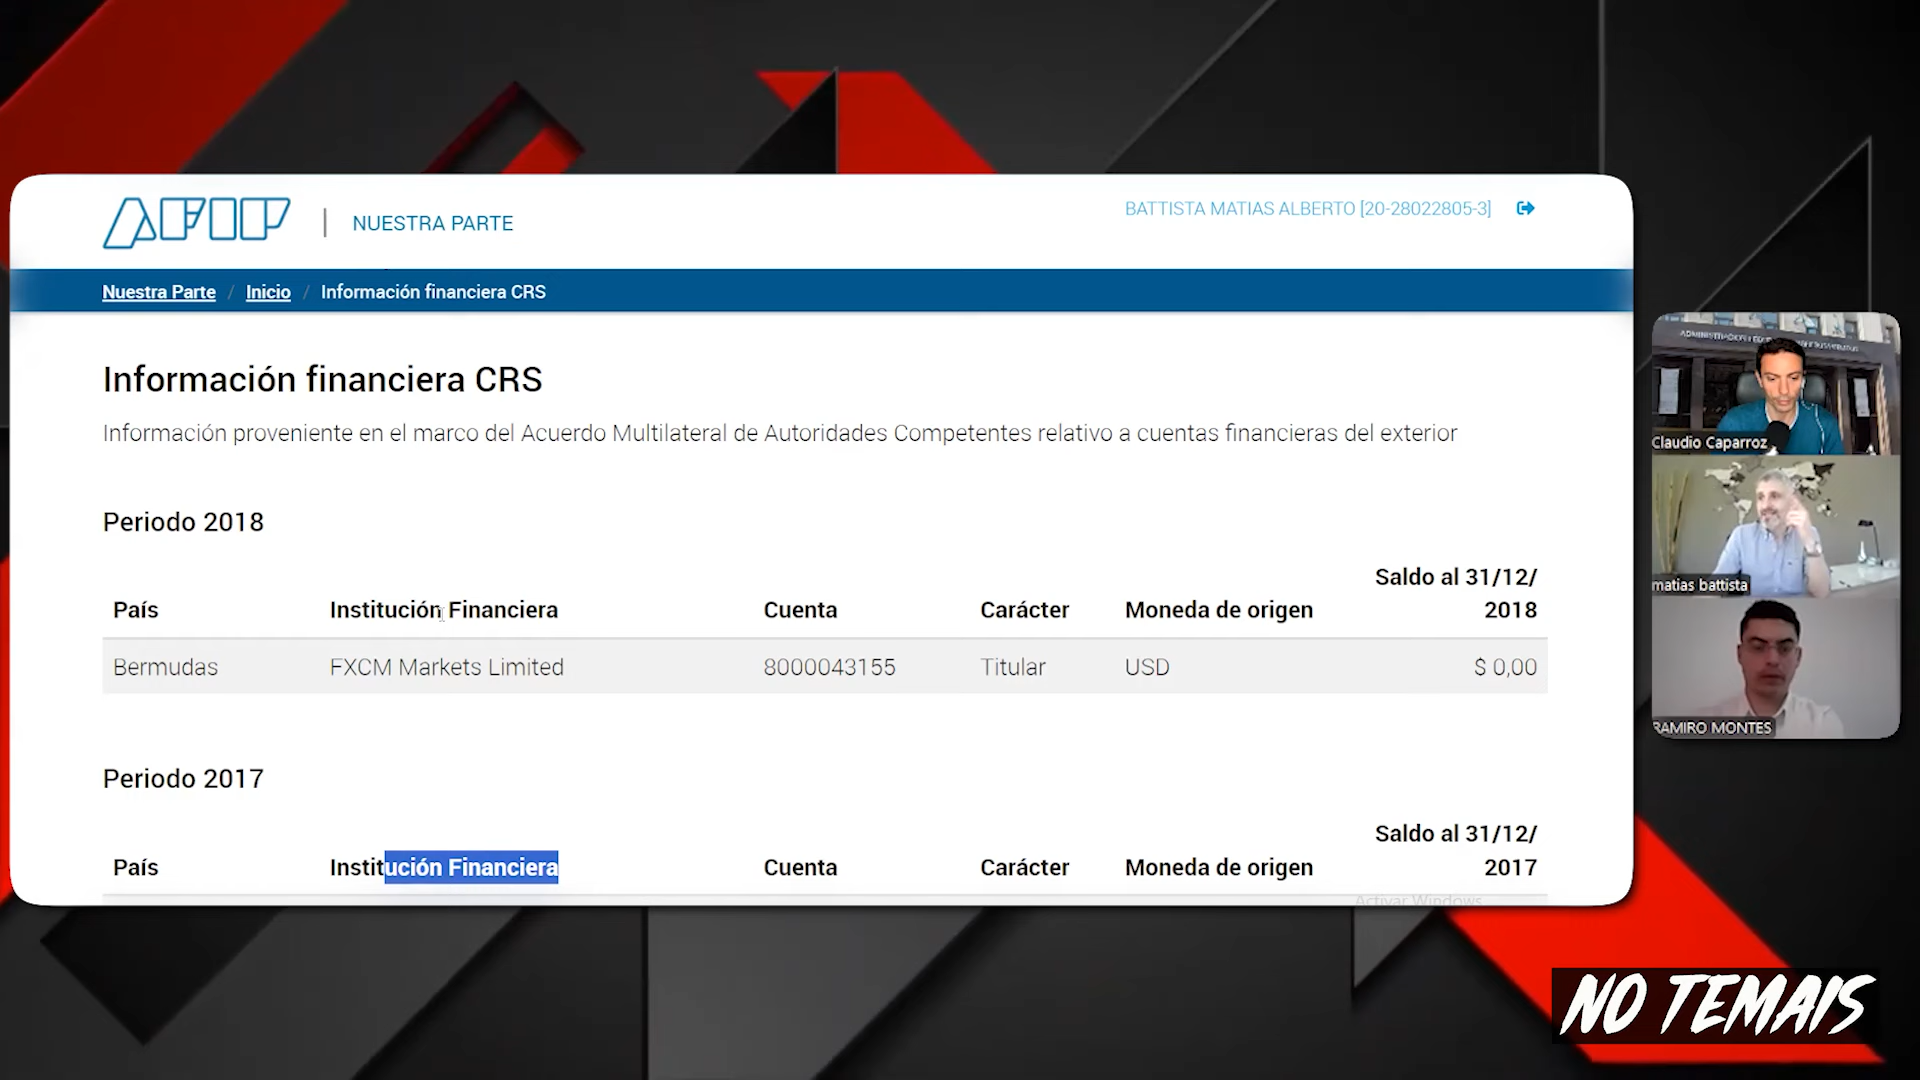 AFIP | NUESTRA PARTE
BATTISTA MATIAS ALBERTO [20-28022805-3]
Nuestra Parte / Inicio / Información financiera CRS
Información financiera CRS
Información proveniente en el marco del Acuerdo Multilateral de Autoridades Competentes relativo a cuentas financieras del exterior
Periodo 2018
País Institución Financiera Cuenta Carácter Moneda de origen Saldo al 31/12/
2018
Bermudas FXCM Markets Limited 8000043155 Titular USD $ 0,00
Periodo 2017
País Institución Financiera Cuenta Carácter Moneda de origen Saldo al 31/12/
2017
Activar Windows
Claudio Caparroz
matias battista
RAMIRO MONTES
NO TEMAIS